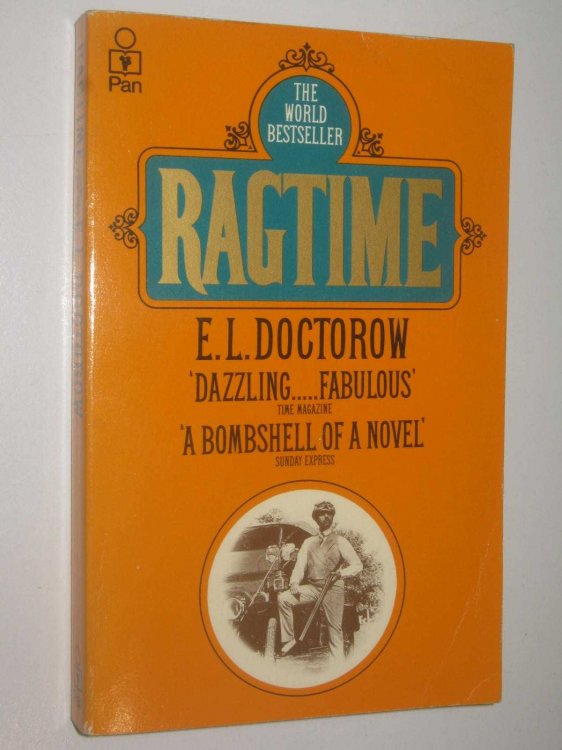 Pan
THE
WORLD
BESTSELLER
RAGTIME
E.L.DOCTOROW
'DAZZLING.....FABULOUS'
TIME MAGAZINE
'A BOMBSHELL OF A NOVEL'
SUNDAY EXPRESS